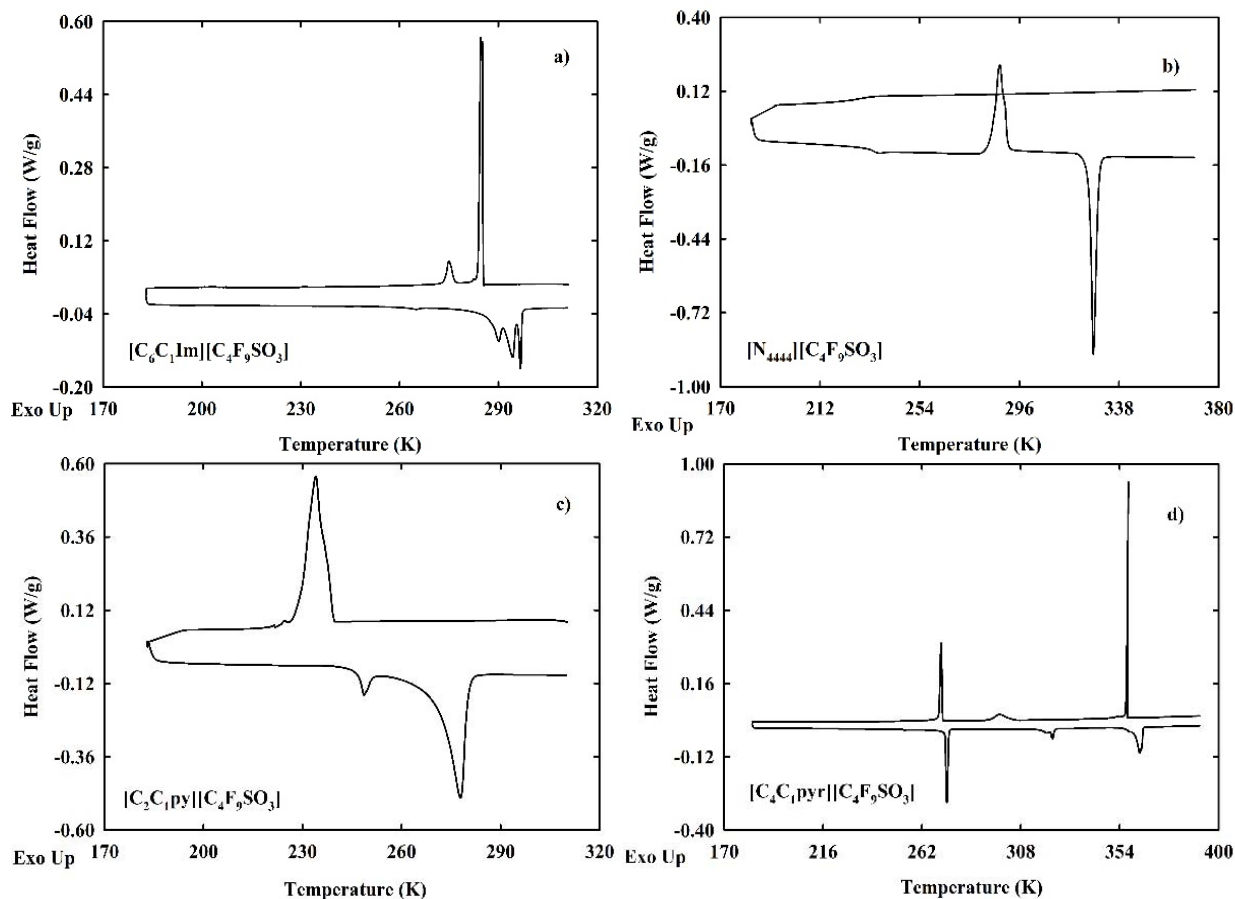 0.60
0.44
0.28
0.12
-0.04
-0.20
Heat Flow (W/g)
a)
[C₆C₁Im][C₄F₉SO₃]
Exo Up
170 200 230 260 290 320
Temperature (K)
0.40
0.12
-0.16
-0.44
-0.72
-1.00
Heat Flow (W/g)
b)
[N₄₄₄₄][C₄F₉SO₃]
Exo Up
170 212 254 296 338 380
Temperature (K)
0.60
0.36
0.12
-0.12
-0.36
-0.60
Heat Flow (W/g)
c)
[C₂C₁py][C₄F₉SO₃]
Exo Up
170 200 230 260 290 320
Temperature (K)
1.00
0.72
0.44
0.16
-0.12
-0.40
Heat Flow (W/g)
d)
[C₄C₁pyr][C₄F₉SO₃]
Exo Up
170 216 262 308 354 400
Temperature (K)